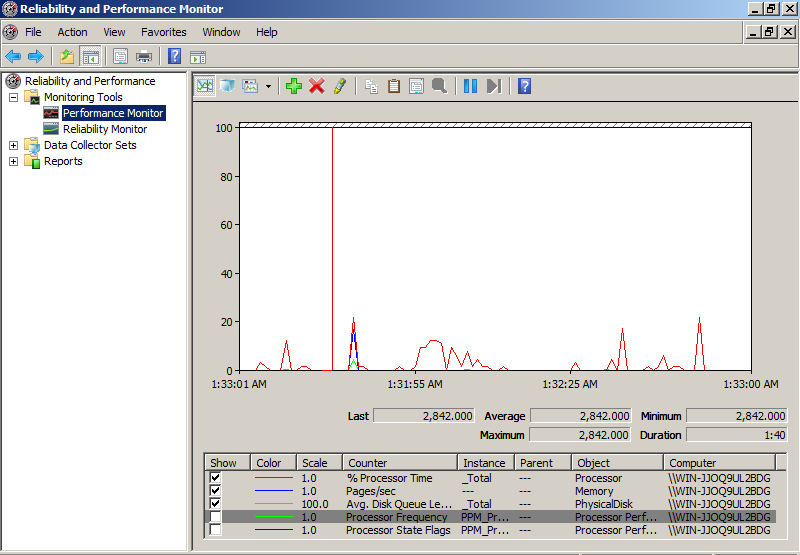 Reliability and Performance Monitor
File Action View Favorites Window Help
Reliability and Performance
Monitoring Tools
Performance Monitor
Reliability Monitor
Data Collector Sets
Reports
100
80
60
40
20
0
1:33:01 AM 1:31:55 AM 1:32:25 AM 1:33:00 AM
Last 2,842.000 Average 2,842.000 Minimum 2,842.000
Maximum 2,842.000 Duration 1:40
Show Color Scale Counter Instance Parent Object Computer
1.0 % Processor Time _Total --- Processor \\WIN-JJOQ9UL2BDG
1.0 Pages/sec --- --- Memory \\WIN-JJOQ9UL2BDG
100.0 Avg. Disk Queue Le... _Total --- PhysicalDisk \\WIN-JJOQ9UL2BDG
1.0 Processor Frequency PPM_Pr... --- Processor Perf... \\WIN-JJOQ9UL2BDG
1.0 Processor State Flags PPM_Pr... --- Processor Perf... \\WIN-JJOQ9UL2BDG